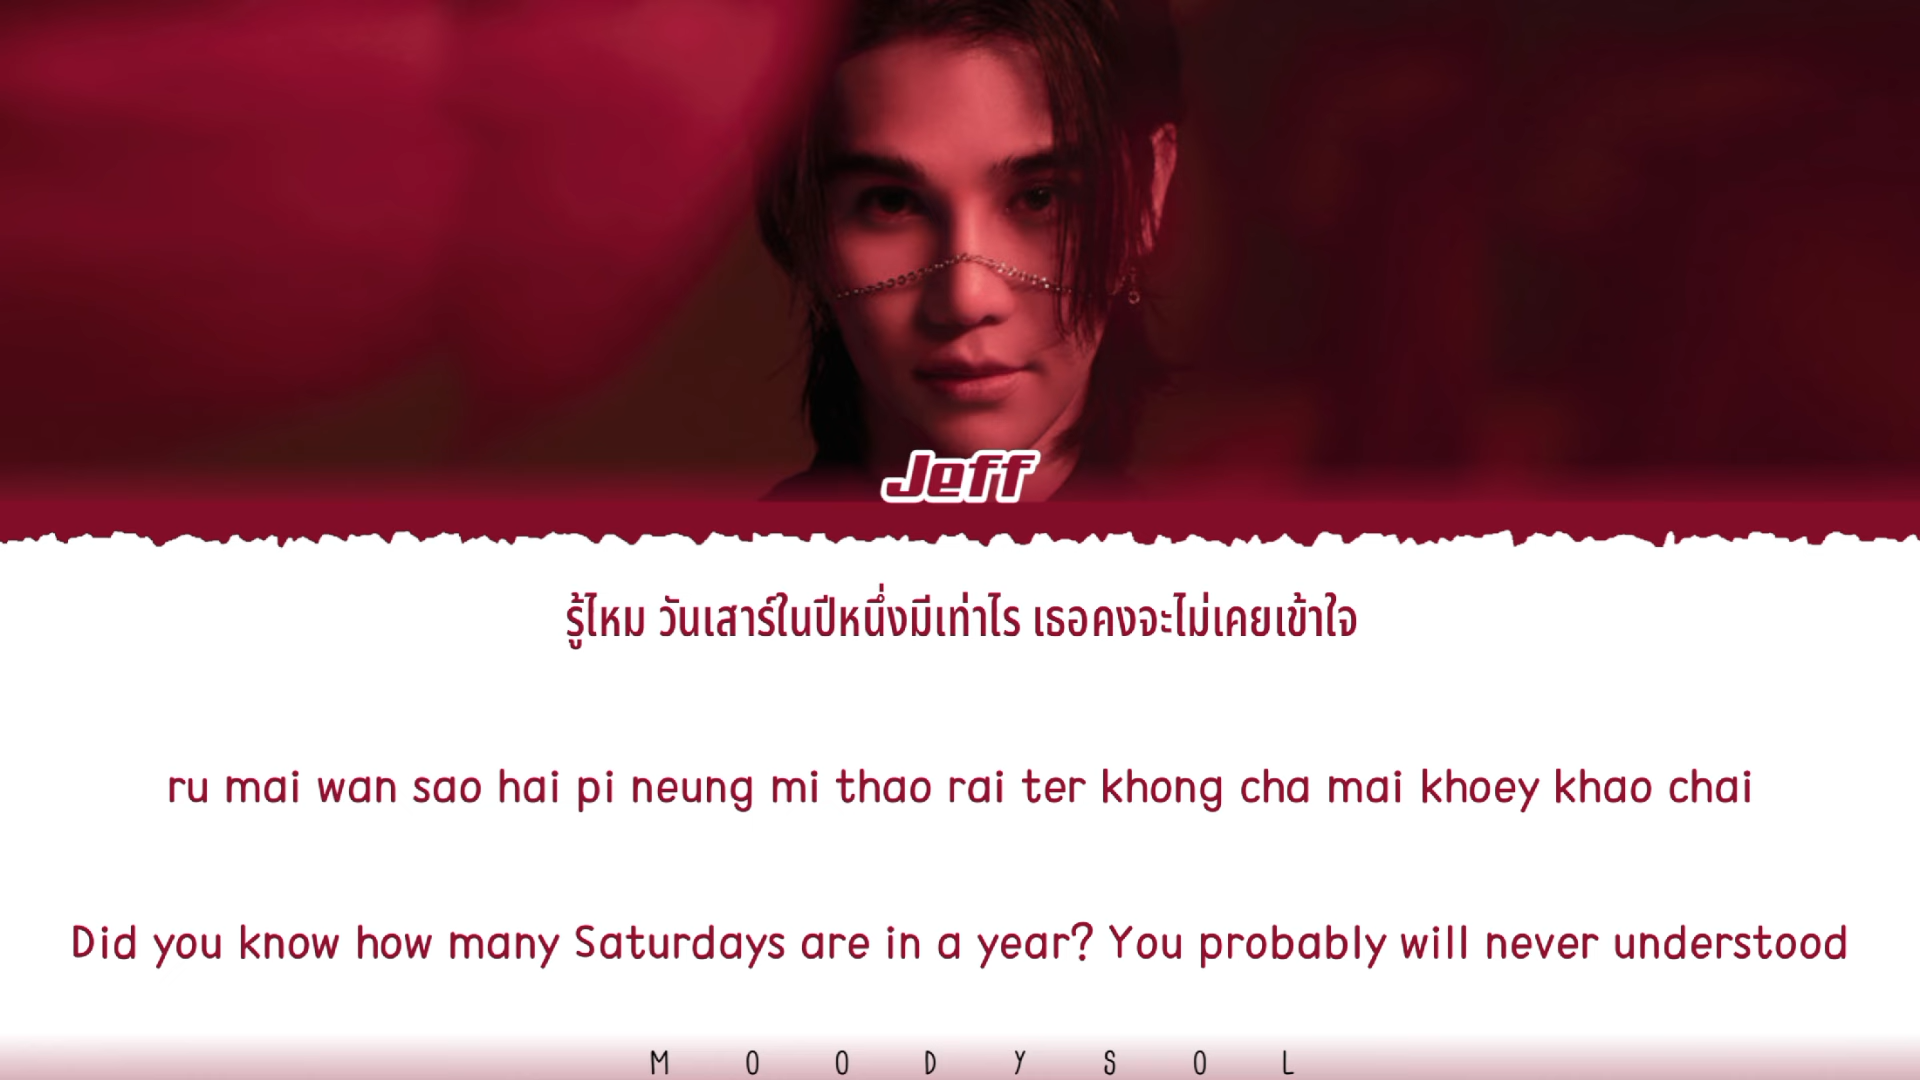 Jeff
รู้ไหม วันเสาร์ในปีหนึ่งมีเท่าไร เธอคงจะไม่เคยเข้าใจ
ru mai wan sao hai pi neung mi thao rai ter khong cha mai khoey khao chai
Did you know how many Saturdays are in a year? You probably will never understood
M O O D Y S O L